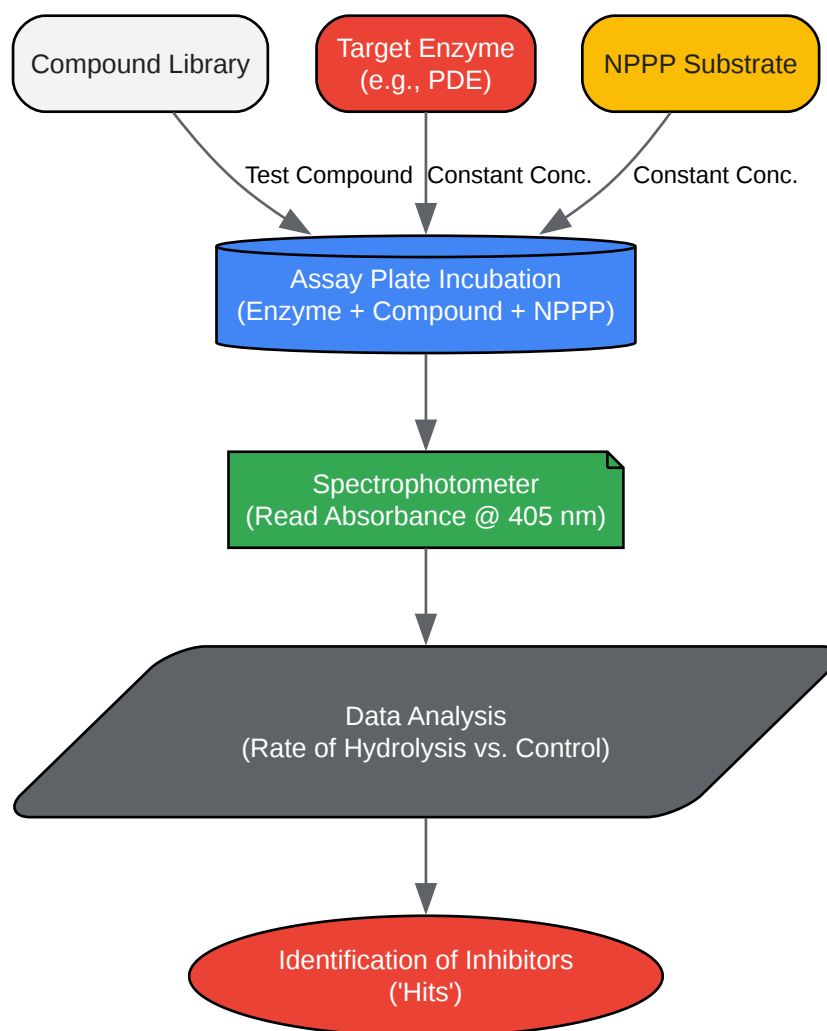 Compound Library
Target Enzyme
(e.g., PDE)
NPPP Substrate
Test Compound
Constant Conc.
Constant Conc.
Assay Plate Incubation
(Enzyme + Compound + NPPP)
Spectrophotometer
(Read Absorbance @ 405 nm)
Data Analysis
(Rate of Hydrolysis vs. Control)
Identification of Inhibitors
('Hits')